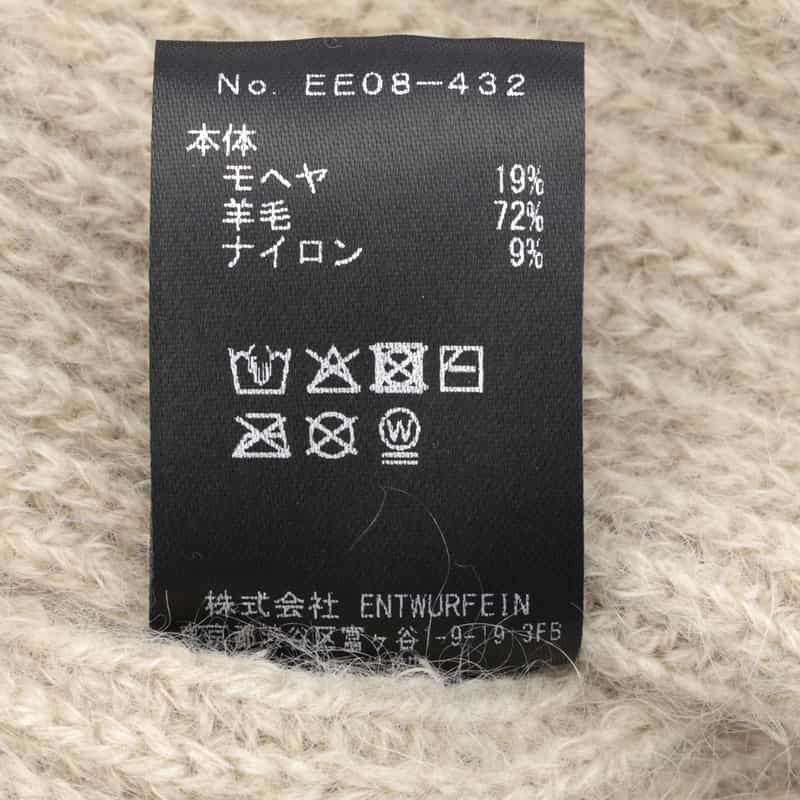 No. EE08-432
本体
モヘヤ 19%
羊毛 72%
ナイロン 9%
W
株式会社 ENTWURFEIN
区富ヶ谷1-9-19 3FB